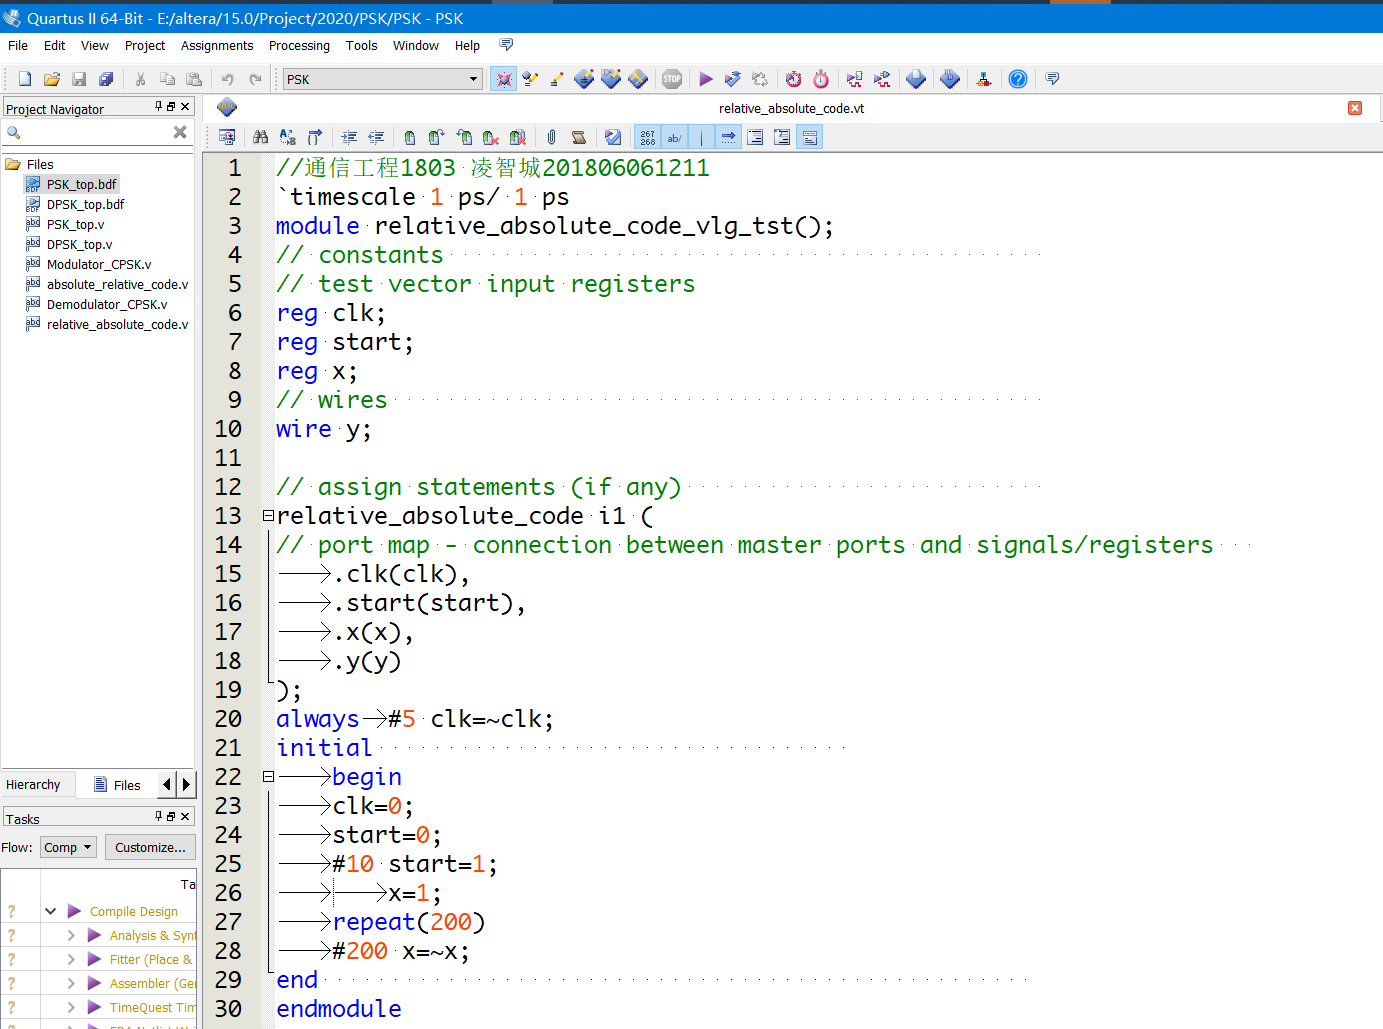 Quartus II 64-Bit - E:/altera/15.0/Project/2020/PSK/PSK - PSK
File Edit View Project Assignments Processing Tools Window Help
PSK
Project Navigator
relative_absolute_code.vt
Files
PSK_top.bdf
DPSK_top.bdf
PSK_top.v
DPSK_top.v
Modulator_CPSK.v
absolute_relative_code.v
Demodulator_CPSK.v
relative_absolute_code.v
Hierarchy Files
Tasks
Flow: Comp Customize...
Ta
Compile Design
Analysis & Synt
Fitter (Place &
Assembler (Ge
TimeQuest Tim
267
268
ab/
1 //通信工程1803 凌智城201806061211
2 `timescale 1 ps/ 1 ps
3 module relative_absolute_code_vlg_tst();
4 // constants
5 // test vector input registers
6 reg clk;
7 reg start;
8 reg x;
9 // wires
10 wire y;
11
12 // assign statements (if any)
13 relative_absolute_code i1 (
14 // port map - connection between master ports and signals/registers
15 .clk(clk),
16 .start(start),
17 .x(x),
18 .y(y)
19 );
20 always #5 clk=~clk;
21 initial
22 begin
23 clk=0;
24 start=0;
25 #10 start=1;
26 x=1;
27 repeat(200)
28 #200 x=~x;
29 end
30 endmodule